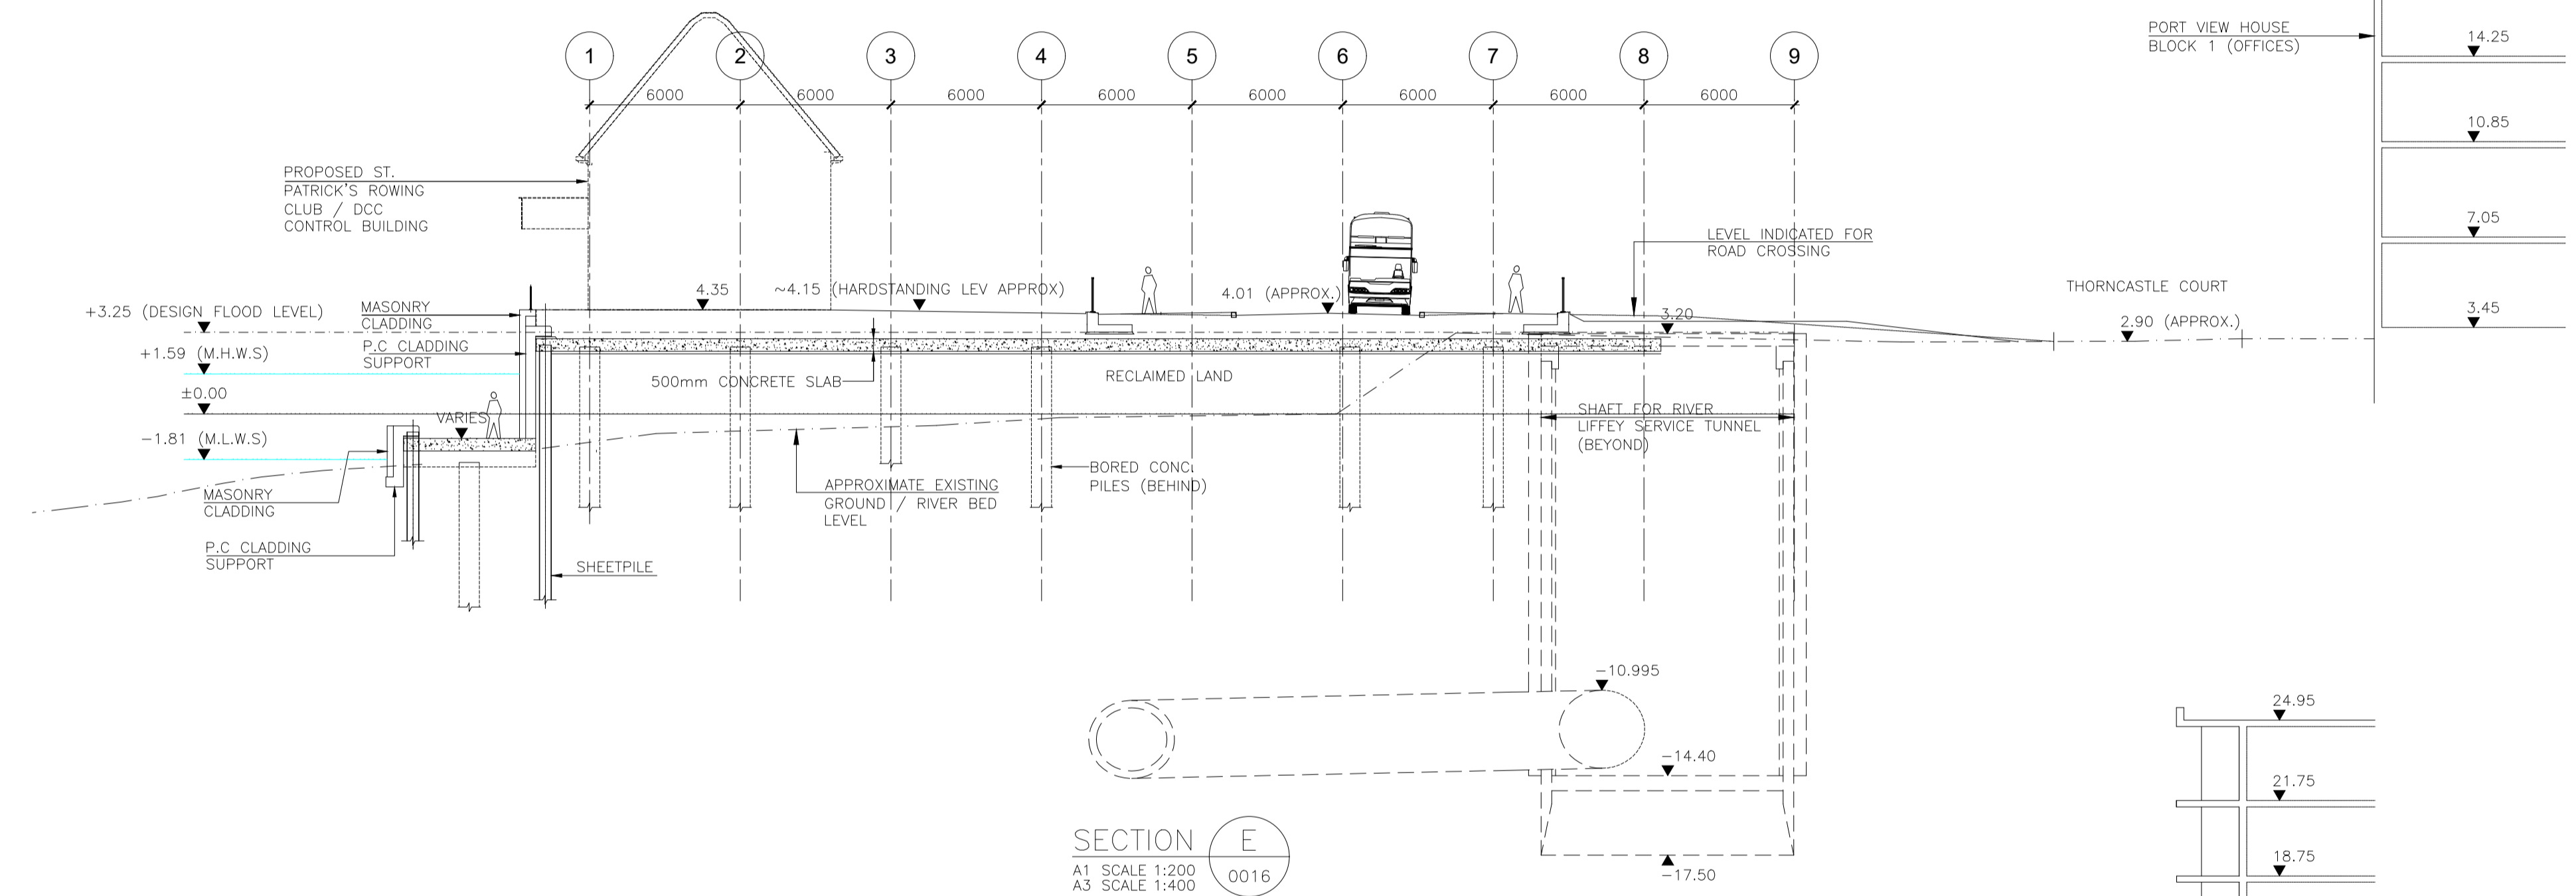 PORT VIEW HOUSE
BLOCK 1 (OFFICES)
14.25
1
2
3
4
5
6
7
8
9
6000
6000
6000
6000
6000
6000
6000
6000
10.85
PROPOSED ST.
PATRICK'S ROWING
CLUB / DCC
CONTROL BUILDING
7.05
LEVEL INDICATED FOR
ROAD CROSSING
THORNCASTLE COURT
+3.25 (DESIGN FLOOD LEVEL)
MASONRY
CLADDING
4.35
~4.15 (HARDSTANDING LEV APPROX)
4.01 (APPROX.)
3.20
2.90 (APPROX.)
3.45
+1.59 (M.H.W.S)
P.C CLADDING
SUPPORT
500mm CONCRETE SLAB
RECLAIMED LAND
±0.00
VARIES
SHAFT FOR RIVER
LIFFEY SERVICE TUNNEL
(BEYOND)
−1.81 (M.L.W.S)
MASONRY
CLADDING
APPROXIMATE EXISTING
GROUND / RIVER BED
LEVEL
BORED CONC.
PILES (BEHIND)
P.C CLADDING
SUPPORT
SHEETPILE
−10.995
−14.40
−17.50
24.95
21.75
18.75
SECTION E
0016
A1 SCALE 1:200
A3 SCALE 1:400